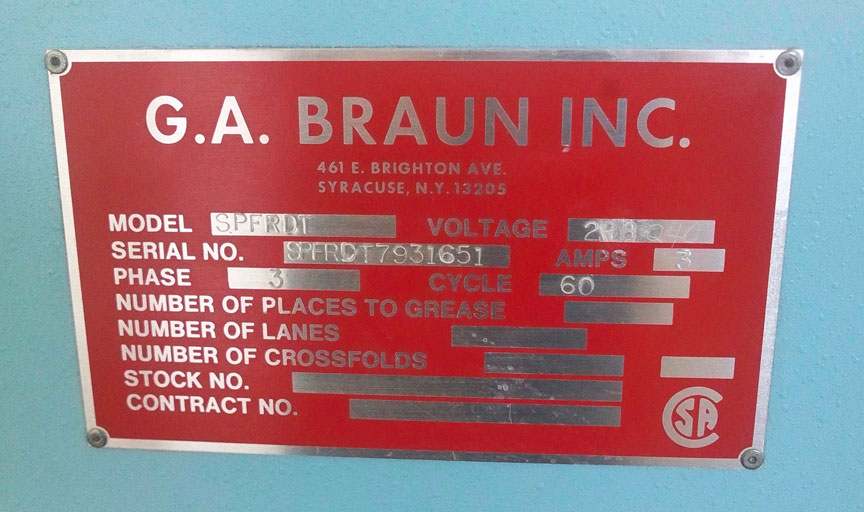 G.A. BRAUN INC.
461 E. BRIGHTON AVE.
SYRACUSE, N.Y. 13205
MODEL SPFRDT VOLTAGE
SERIAL NO. SPFRDT7931651 AMPS 3
PHASE 3 CYCLE 60
NUMBER OF PLACES TO GREASE
NUMBER OF LANES
NUMBER OF CROSSFOLDS
STOCK NO.
CONTRACT NO.
CSA